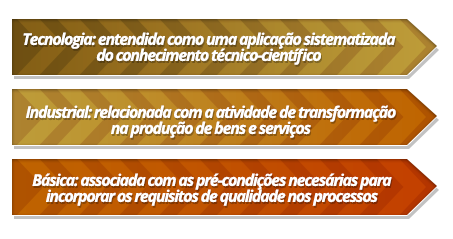 Tecnologia: entendida como uma aplicação sistematizada
do conhecimento técnico-científico
Industrial: relacionada com a atividade de transformação
na produção de bens e serviços
Básica: associada com as pré-condições necesárias para
incorporar os requisitos de qualidade nos processos